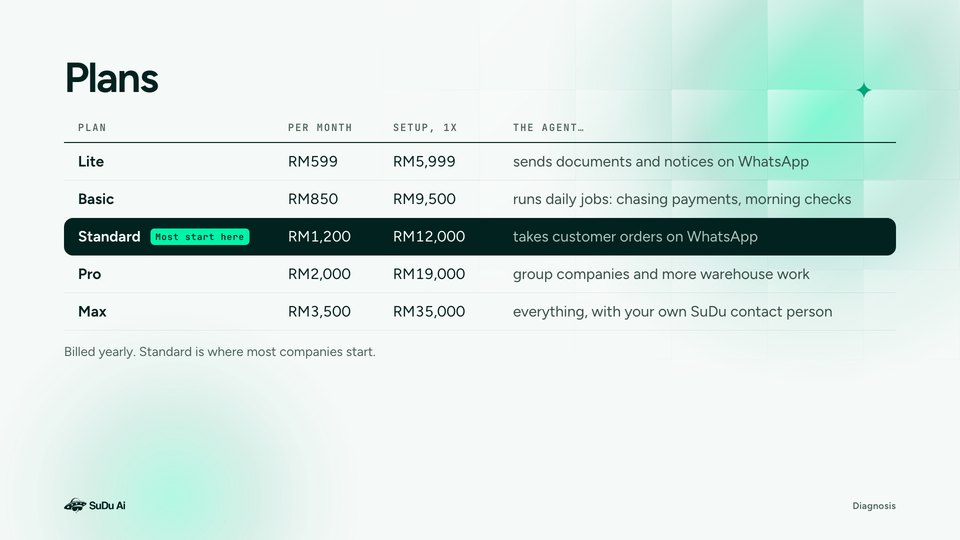 Plans
PLAN PER MONTH SETUP, 1X THE AGENT…
Lite RM599 RM5,999 sends documents and notices on WhatsApp
Basic RM850 RM9,500 runs daily jobs: chasing payments, morning checks
Standard Most start here RM1,200 RM12,000 takes customer orders on WhatsApp
Pro RM2,000 RM19,000 group companies and more warehouse work
Max RM3,500 RM35,000 everything, with your own SuDu contact person
Billed yearly. Standard is where most companies start.
SuDu Ai Diagnosis